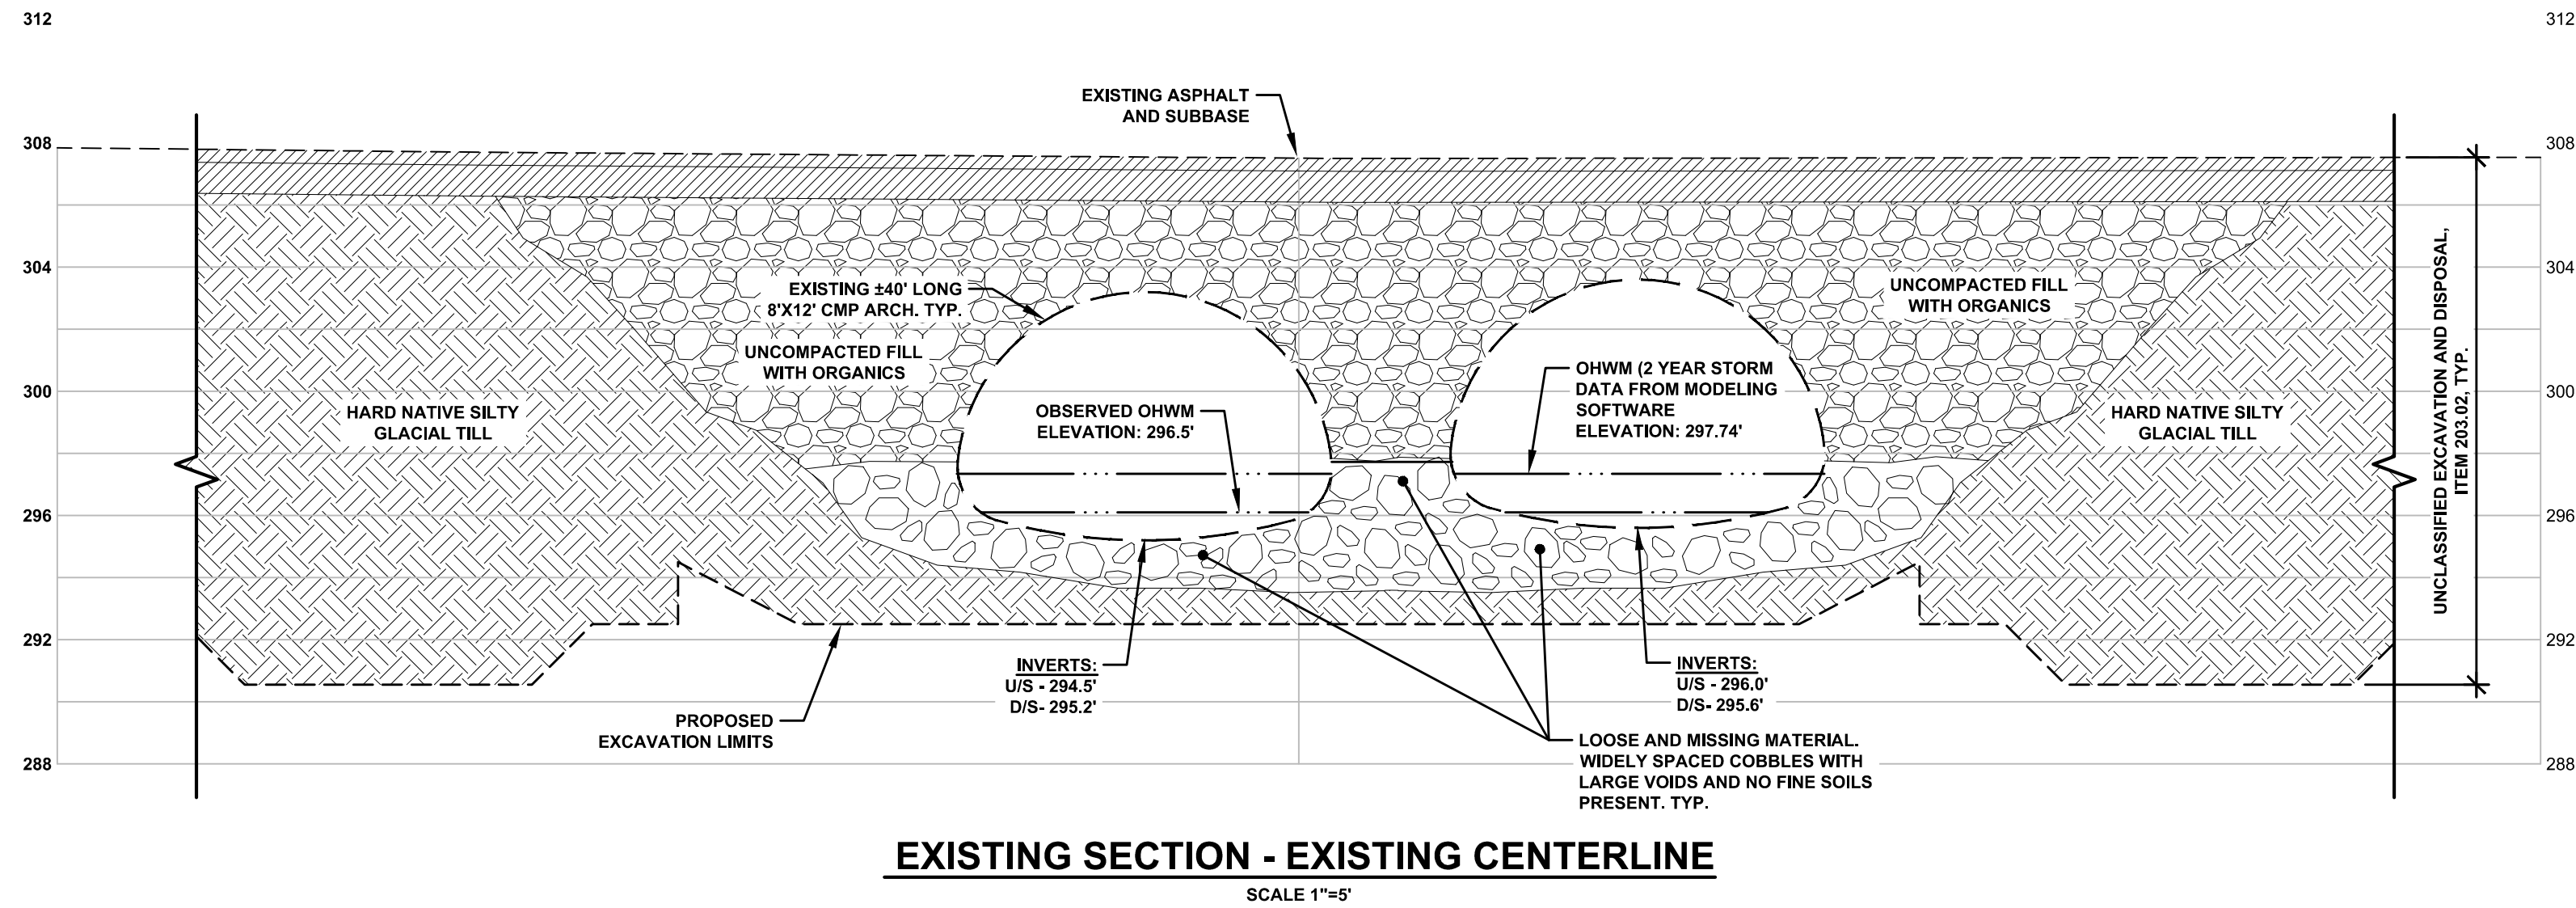 312
312
EXISTING ASPHALT
AND SUBBASE
308
308
304
304
EXISTING ±40' LONG
8'X12' CMP ARCH. TYP.
UNCOMPACTED FILL
WITH ORGANICS
UNCOMPACTED FILL
WITH ORGANICS
300
300
HARD NATIVE SILTY
GLACIAL TILL
OBSERVED OHWM
ELEVATION: 296.5'
OHWM (2 YEAR STORM
DATA FROM MODELING
SOFTWARE
ELEVATION: 297.74'
HARD NATIVE SILTY
GLACIAL TILL
UNCLASSIFIED EXCAVATION AND DISPOSAL,
ITEM 203.02, TYP.
296
296
292
292
INVERTS:
U/S - 294.5'
D/S- 295.2'
INVERTS:
U/S - 296.0'
D/S- 295.6'
PROPOSED
EXCAVATION LIMITS
LOOSE AND MISSING MATERIAL.
WIDELY SPACED COBBLES WITH
LARGE VOIDS AND NO FINE SOILS
PRESENT. TYP.
288
288
EXISTING SECTION - EXISTING CENTERLINE
SCALE 1"=5'